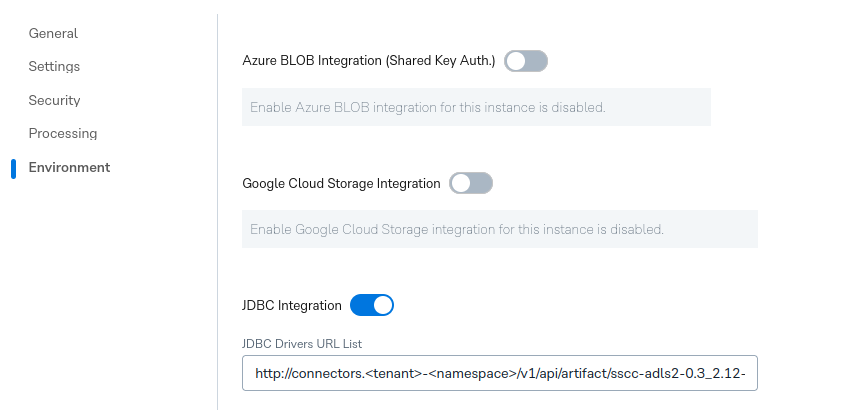 General
Settings
Security
Processing
Environment
Azure BLOB Integration (Shared Key Auth.)
Enable Azure BLOB integration for this instance is disabled.
Google Cloud Storage Integration
Enable Google Cloud Storage integration for this instance is disabled.
JDBC Integration
JDBC Drivers URL List
http://connectors.<tenant>-<namespace>/v1/api/artifact/sscc-adls2-0.3_2.12-